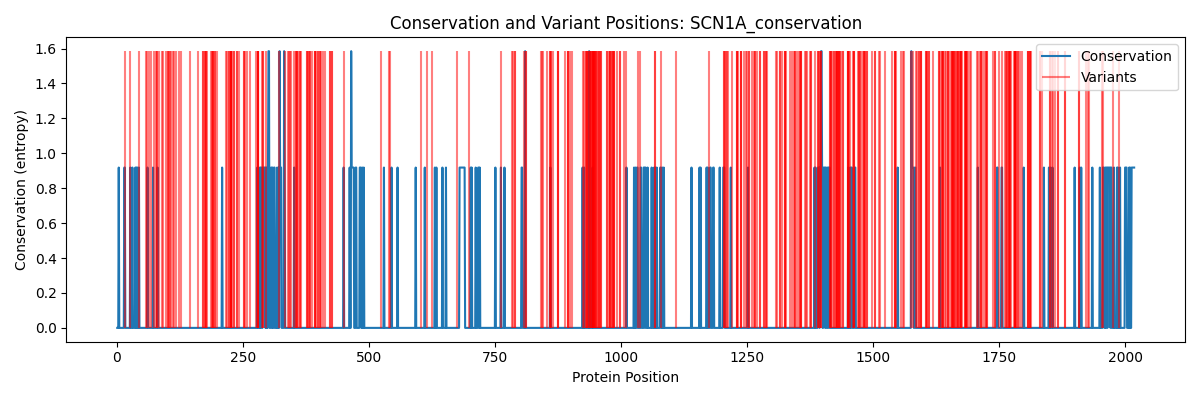 Conservation and Variant Positions: SCN1A_conservation
Conservation (entropy)
1.6
1.4
1.2
1.0
0.8
0.6
0.4
0.2
0.0
Conservation
Variants
0 250 500 750 1000 1250 1500 1750 2000
Protein Position